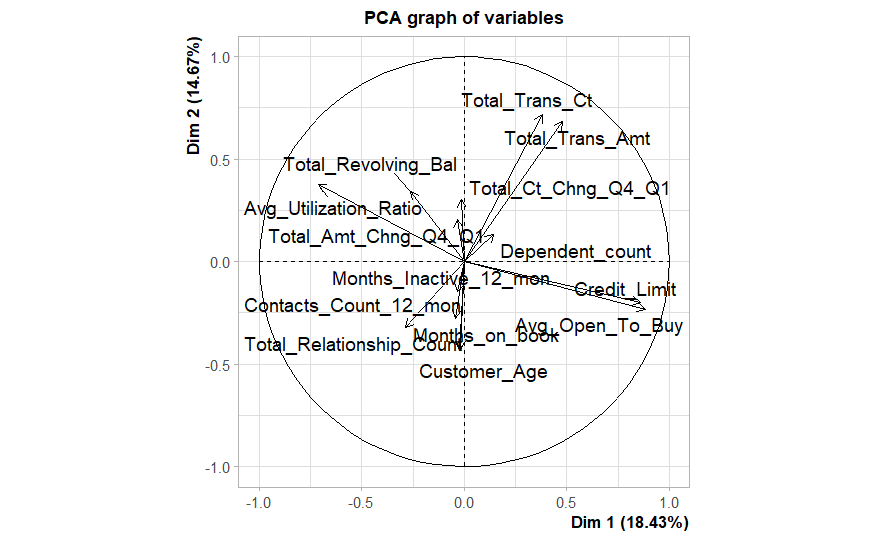 PCA graph of variables
Dim 2 (14.67%)
1.0
0.5
0.0
-0.5
-1.0
Total_Trans_Ct
Total_Trans_Amt
Total_Revolving_Bal
Total_Ct_Chng_Q4_Q1
Avg_Utilization_Ratio
Total_Amt_Chng_Q4_Q1
Dependent_count
Months_Inactive_12_mon
Credit_Limit
Contacts_Count_12_mon
Avg_Open_To_Buy
Months_on_book
Total_Relationship_Count
Customer_Age
-1.0 -0.5 0.0 0.5 1.0
Dim 1 (18.43%)